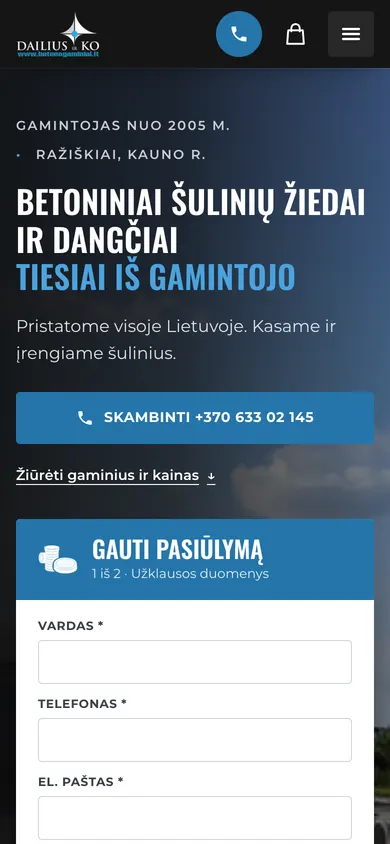 DAILIUS IR KO
www.betonogaminiai.lt
GAMINTOJAS NUO 2005 M.
• RAŽIŠKIAI, KAUNO R.
BETONINIAI ŠULINIŲ ŽIEDAI
IR DANGČIAI
TIESIAI IŠ GAMINTOJO
Pristatome visoje Lietuvoje. Kasame ir
įrengiame šulinius.
SKAMBINTI +370 633 02 145
Žiūrėti gaminius ir kainas ↓
GAUTI PASIŪLYMĄ
1 iš 2 · Užklausos duomenys
VARDAS *
TELEFONAS *
EL. PAŠTAS *